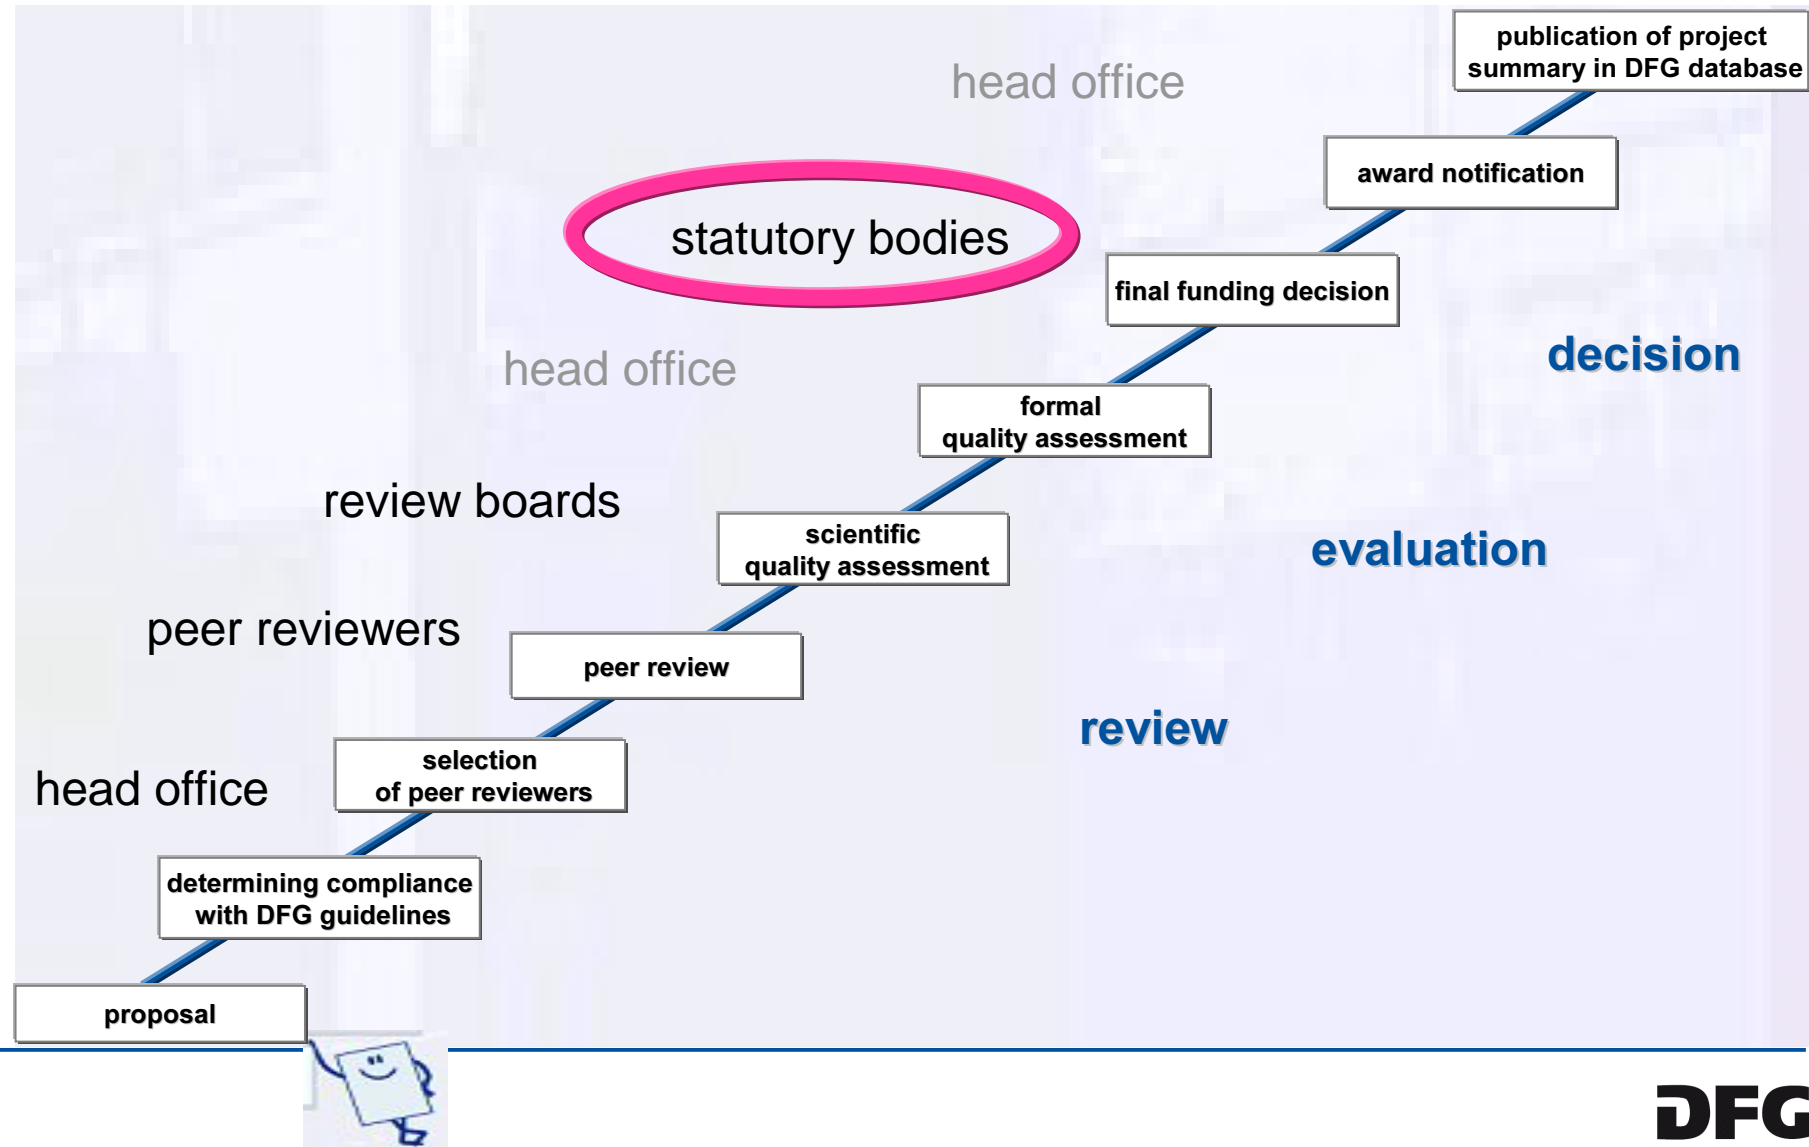 publication of project
summary in DFG database
head office
award notification
statutory bodies
final funding decision
decision
head office
formal
quality assessment
review boards
scientific
quality assessment
evaluation
peer reviewers
peer review
review
selection
of peer reviewers
head office
determining compliance
with DFG guidelines
proposal
DFG